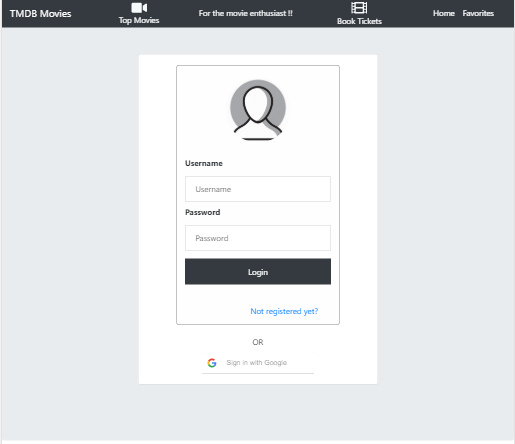 TMDB Movies
Top Movies
For the movie enthusiast !!
Book Tickets
Home Favorites
Username
Username
Password
Password
Login
Not registered yet?
OR
Sign in with Google